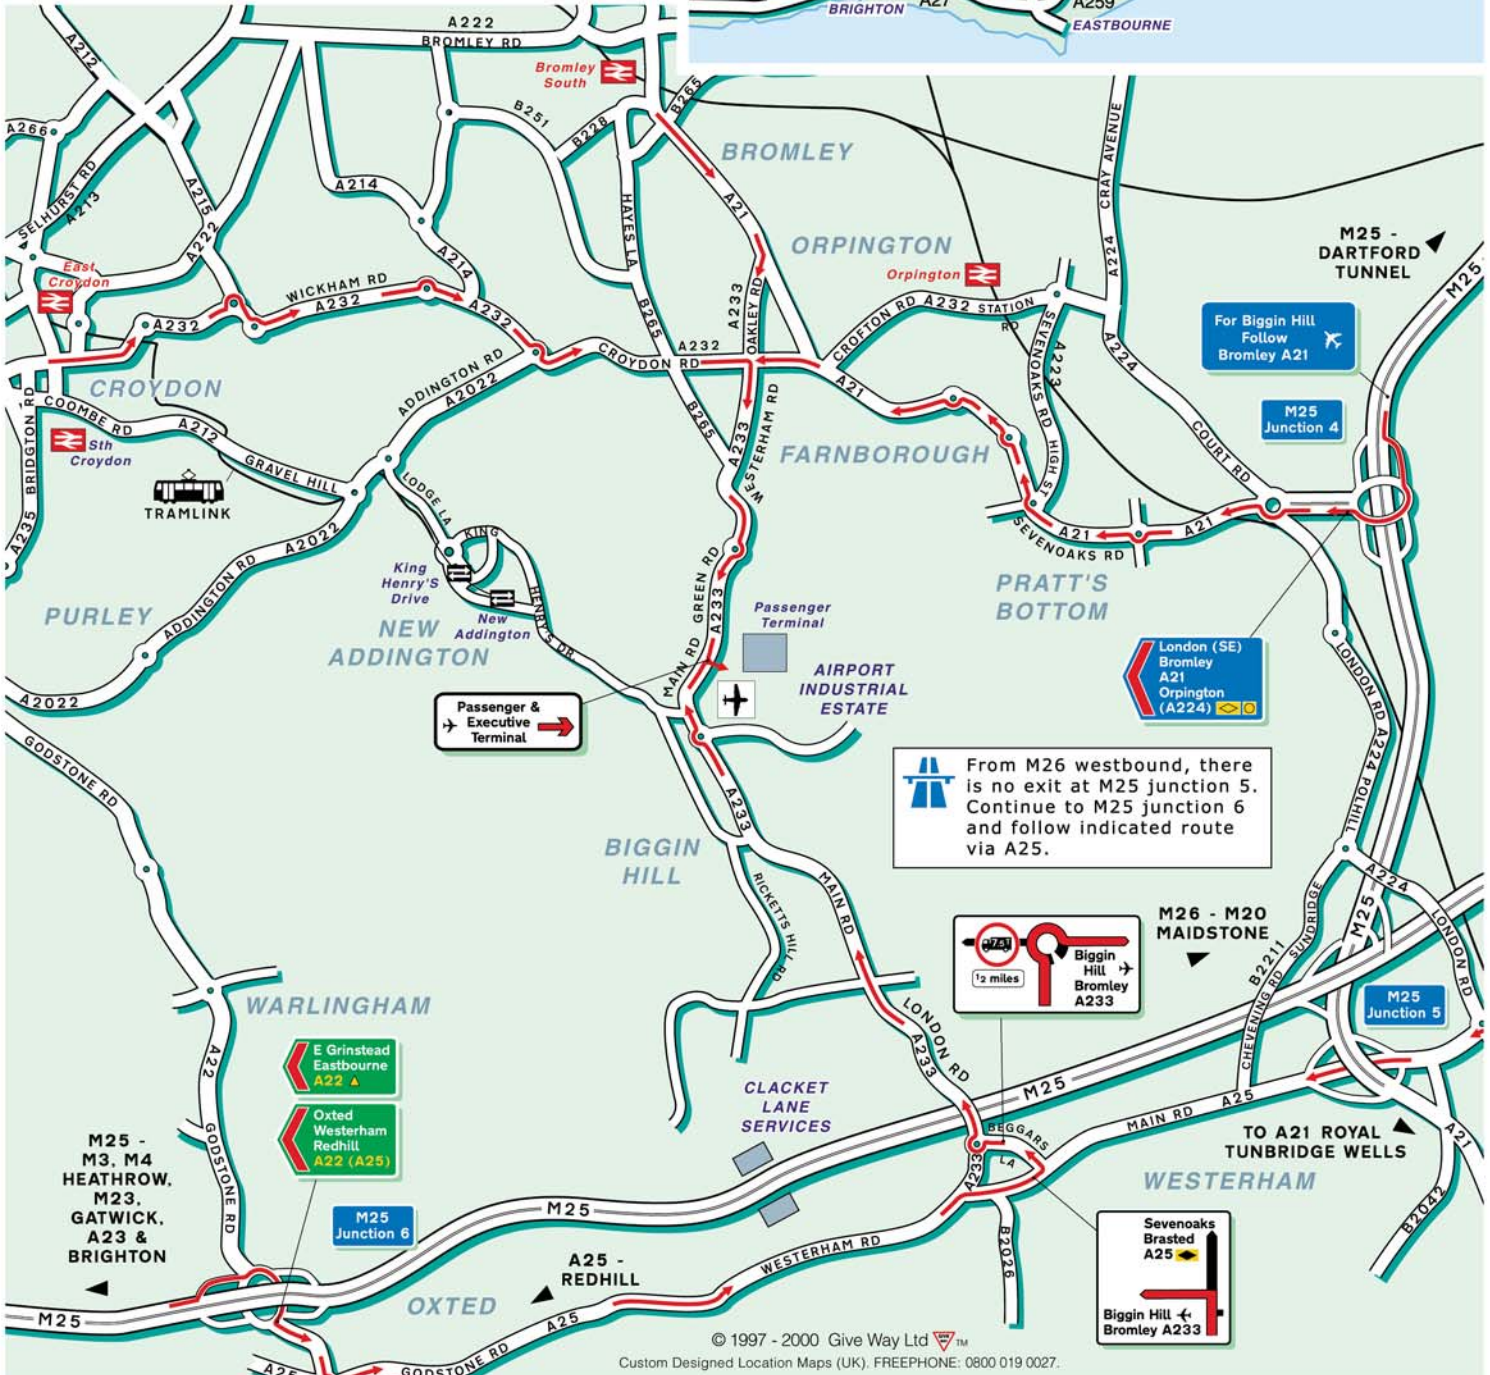 BRIGHTON
A27
A259
EASTBOURNE
A222
BROMLEY RD
A212
Bromley
South
B265
B251
B228
A266
BROMLEY
CRAY AVENUE
SELHURST RD
A213
A215
A222
A214
HAYES LA
A21
ORPINGTON
A224
M25 -
DARTFORD
TUNNEL
M25
East
Croydon
A214
Orpington
WICKHAM RD
A232
A232
A232
B265
A233
OAKLEY RD
CROFTON RD
A232
STATION
RD
SEVENOAKS RD
A223
HIGH ST
A224
For Biggin Hill
Follow
Bromley A21
CROYDON
ADDINGTON RD
A2022
CROYDON RD
A232
A21
M25
Junction 4
COOMBE RD
A212
Sth
Croydon
BRIDGTON RD
A235
GRAVEL HILL
TRAMLINK
B265
A233
WESTERHAM RD
FARNBOROUGH
COURT RD
LODGE LA
A2022
ADDINGTON RD
KING
HENRY'S DR
A21
SEVENOAKS RD
A21
King
Henry'S
Drive
New
Addington
PURLEY
NEW
ADDINGTON
GREEN RD
A233
MAIN RD
Passenger
Terminal
AIRPORT
INDUSTRIAL
ESTATE
PRATT'S
BOTTOM
London (SE)
Bromley
A21
Orpington
(A224)
LONDON RD A224 POLHILL
A2022
Passenger &
Executive
Terminal
GODSTONE RD
A233
From M26 westbound, there
is no exit at M25 junction 5.
Continue to M25 junction 6
and follow indicated route
via A25.
BIGGIN
HILL
RICKETTS HILL RD
MAIN RD
A224
LONDON RD
M25
M26 - M20
MAIDSTONE
B2211
CHEVENING RD SUNDRIDGE
7.5T
1/2 miles
Biggin
Hill
Bromley
A233
M25
Junction 5
WARLINGHAM
A22
LONDON RD
A233
E Grinstead
Eastbourne
A22
Oxted
Westerham
Redhill
A22 (A25)
CLACKET
LANE
SERVICES
M25
MAIN RD
A25
BEGGARS
LA
A233
TO A21 ROYAL
TUNBRIDGE WELLS
A21
M25 -
M3, M4
HEATHROW,
M23,
GATWICK,
A23 &
BRIGHTON
GODSTONE RD
WESTERHAM
B2042
M25
Junction 6
M25
Sevenoaks
Brasted
A25
Biggin Hill
Bromley A233
A25 -
REDHILL
WESTERHAM RD
B2026
M25
OXTED
A25
GODSTONE RD
A25
© 1997 - 2000 Give Way Ltd GIVE WAY TM
Custom Designed Location Maps (UK). FREEPHONE: 0800 019 0027.